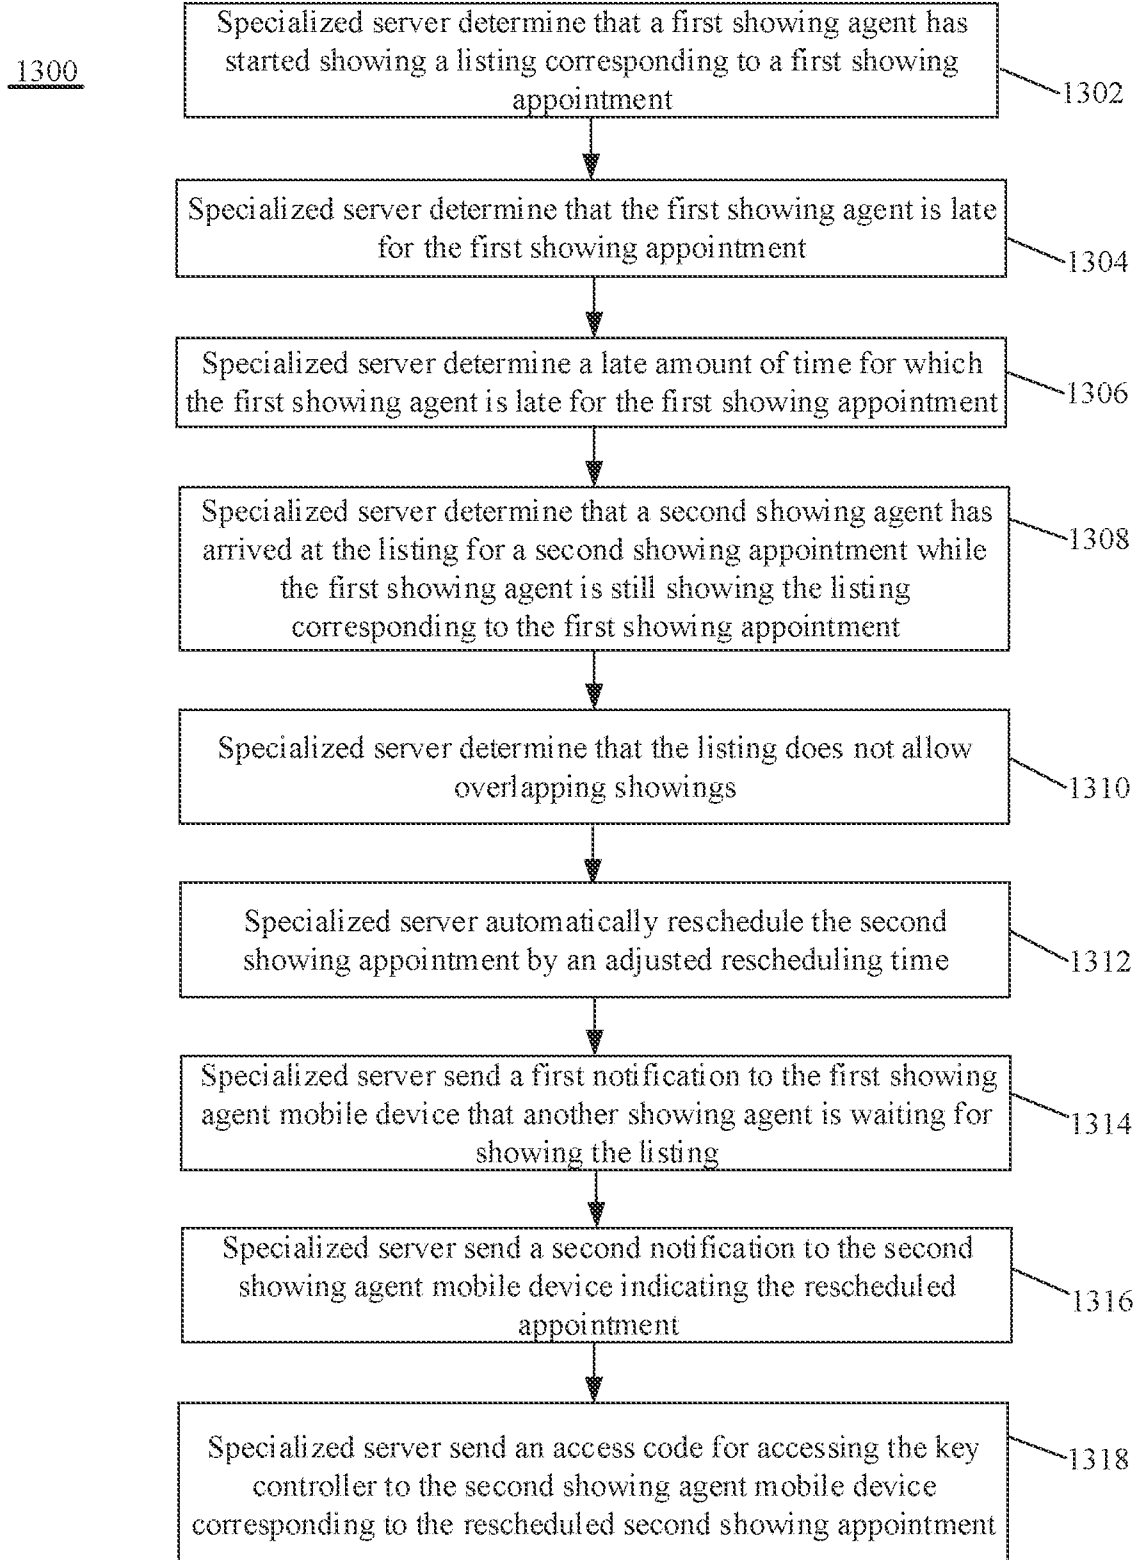 1300
Specialized server determine that a first showing agent has
started showing a listing corresponding to a first showing
appointment
1302
Specialized server determine that the first showing agent is late
for the first showing appointment
1304
Specialized server determine a late amount of time for which
the first showing agent is late for the first showing appointment
1306
Specialized server determine that a second showing agent has
arrived at the listing for a second showing appointment while
the first showing agent is still showing the listing
corresponding to the first showing appointment
1308
Specialized server determine that the listing does not allow
overlapping showings
1310
Specialized server automatically reschedule the second
showing appointment by an adjusted rescheduling time
1312
Specialized server send a first notification to the first showing
agent mobile device that another showing agent is waiting for
showing the listing
1314
Specialized server send a second notification to the second
showing agent mobile device indicating the rescheduled
appointment
1316
Specialized server send an access code for accessing the key
controller to the second showing agent mobile device
corresponding to the rescheduled second showing appointment
1318